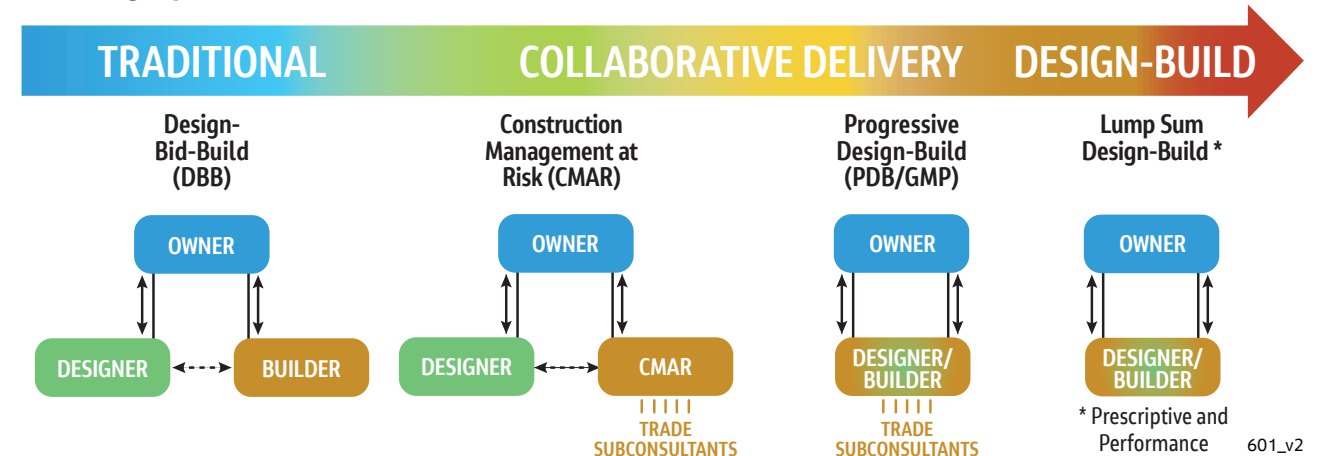 TRADITIONAL
COLLABORATIVE DELIVERY
DESIGN-BUILD
Design-
Bid-Build
(DBB)
Construction
Management at
Risk (CMAR)
Progressive
Design-Build
(PDB/GMP)
Lump Sum
Design-Build *
OWNER
OWNER
OWNER
OWNER
DESIGNER
BUILDER
DESIGNER
CMAR
DESIGNER/
BUILDER
DESIGNER/
BUILDER
TRADE
SUBCONSULTANTS
TRADE
SUBCONSULTANTS
* Prescriptive and
Performance
601_v2